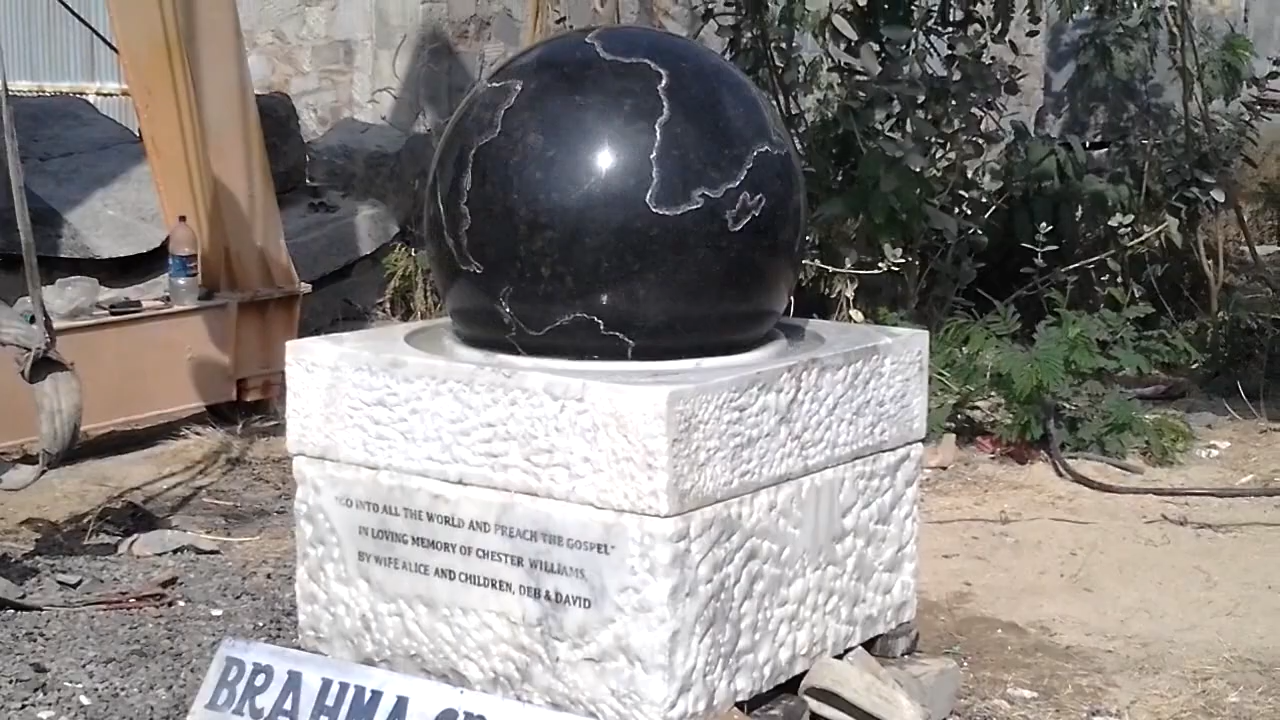 "GO INTO ALL THE WORLD AND PREACH THE GOSPEL"
IN LOVING MEMORY OF CHESTER WILLIAMS,
BY WIFE ALICE AND CHILDREN, DEB & DAVID
BRAHMA